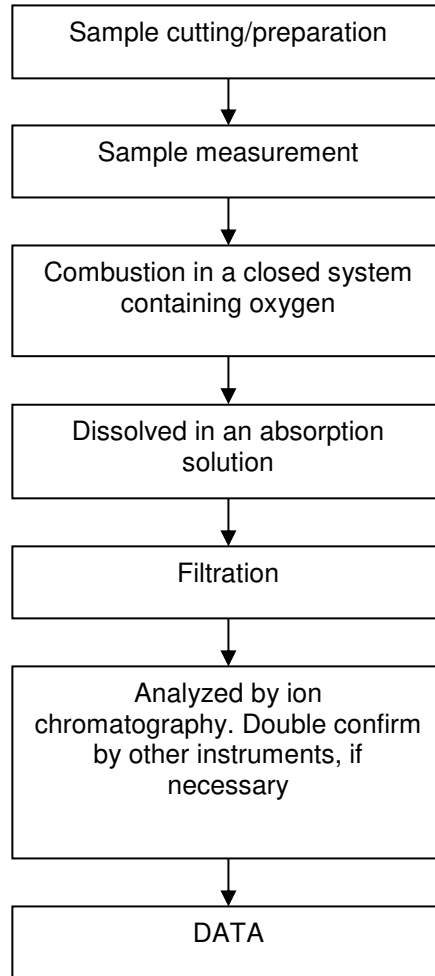 Sample cutting/preparation
Sample measurement
Combustion in a closed system
containing oxygen
Dissolved in an absorption
solution
Filtration
Analyzed by ion
chromatography. Double confirm
by other instruments, if
necessary
DATA